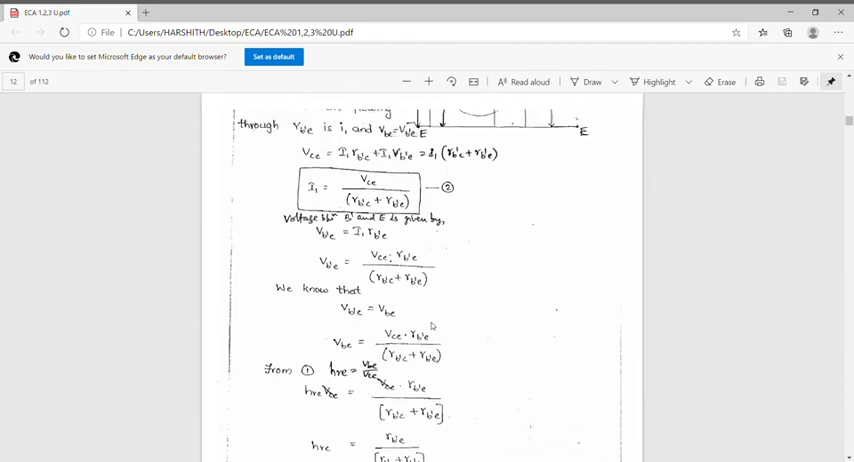 ECA 1,2,3 U.pdf
File | C:/Users/HARSHITH/Desktop/ECA/ECA%201,2,3%20U.pdf
Would you like to set Microsoft Edge as your default browser? Set as default
12 of 112 Read aloud Draw Highlight Erase
through rb'e is i, and Vbe=Vb'e E E
Vce = I1 rb'c + I1 Vb'e = i1 (rb'c + rb'e)
I1 = Vce / (rb'c + rb'e) — ②
Voltage btn B' and E is given by,
Vb'e = I1 rb'e
Vb'e = Vce . rb'e / (rb'c + rb'e)
We know that
Vb'e = Vbe
Vbe = Vce . rb'e / (rb'c + rb'e)
From ① hre = Vbe/Vce
hre Vce = Vce . rb'e / [rb'c + rb'e]
hre = rb'e